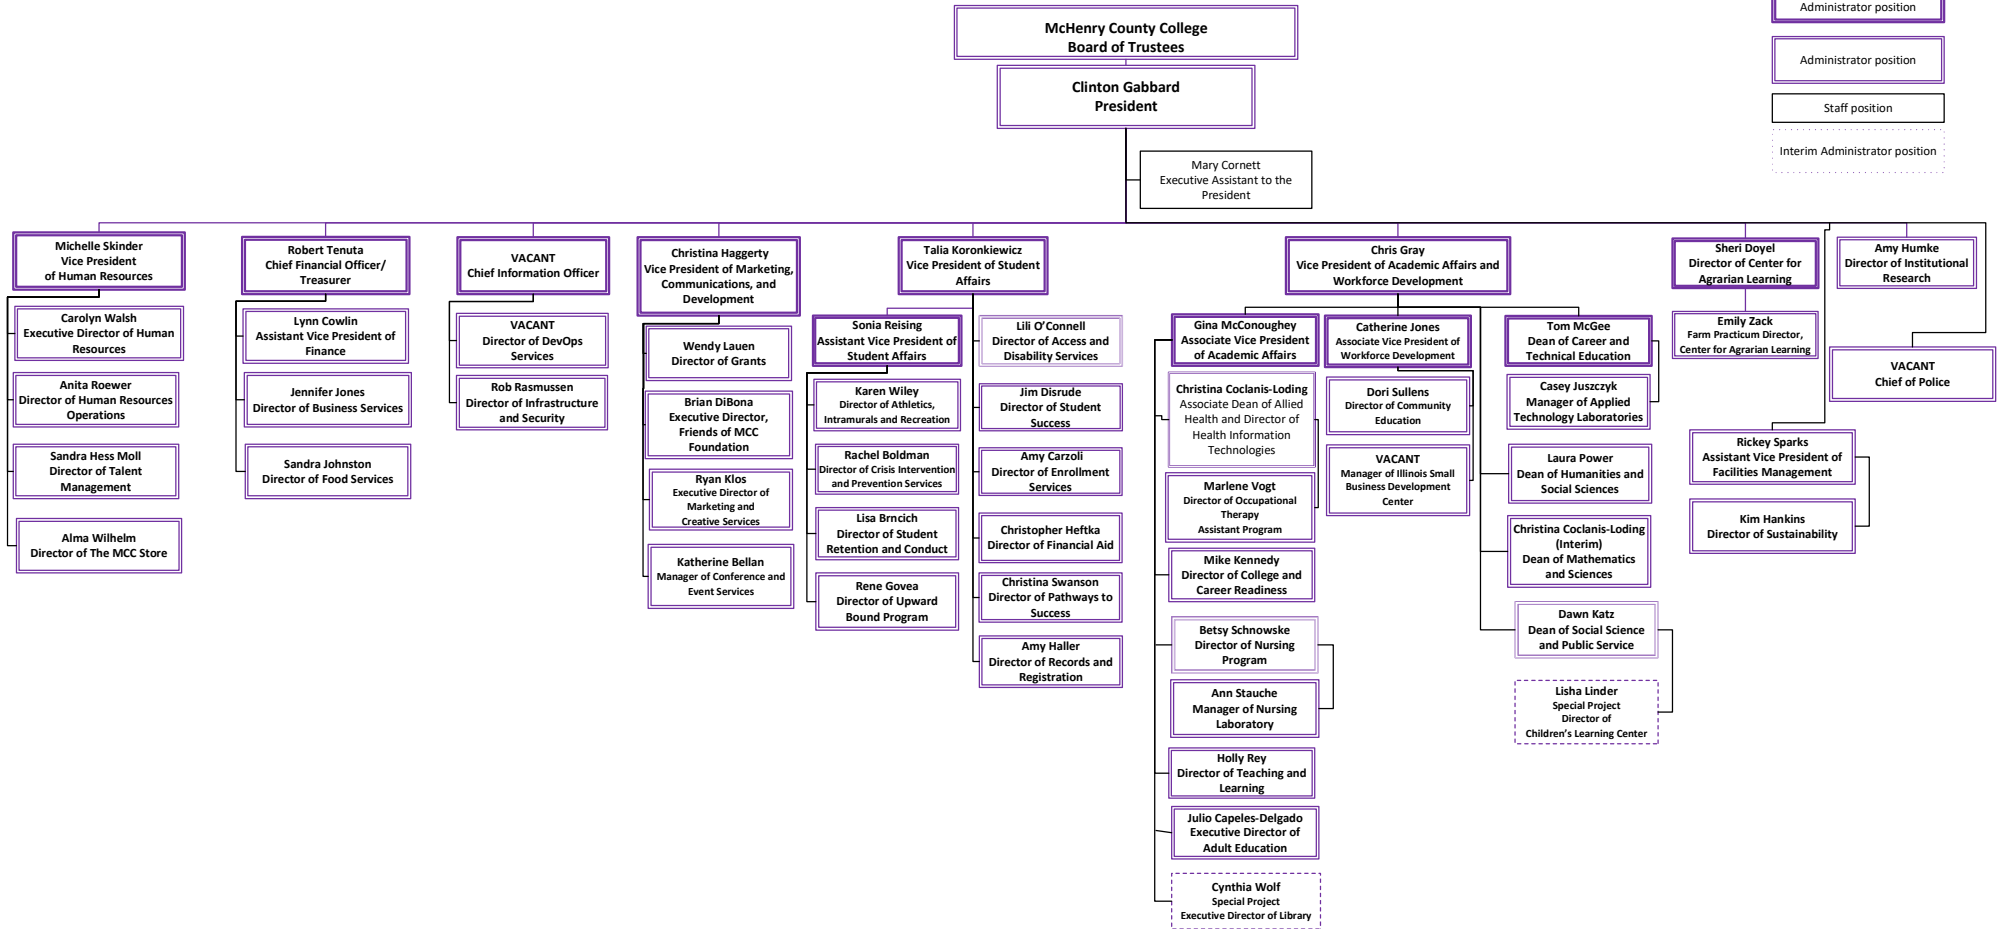 Administrator position
Administrator position
Staff position
Interim Administrator position
McHenry County College
Board of Trustees
Clinton Gabbard
President
Mary Cornett
Executive Assistant to the
President
Michelle Skinder
Vice President
of Human Resources
Carolyn Walsh
Executive Director of Human
Resources
Anita Roewer
Director of Human Resources
Operations
Sandra Hess Moll
Director of Talent
Management
Alma Wilhelm
Director of The MCC Store
Robert Tenuta
Chief Financial Officer/
Treasurer
Lynn Cowlin
Assistant Vice President of
Finance
Jennifer Jones
Director of Business Services
Sandra Johnston
Director of Food Services
VACANT
Chief Information Officer
VACANT
Director of DevOps
Services
Rob Rasmussen
Director of Infrastructure
and Security
Christina Haggerty
Vice President of Marketing,
Communications, and
Development
Wendy Lauen
Director of Grants
Brian DiBona
Executive Director,
Friends of MCC
Foundation
Ryan Klos
Executive Director of
Marketing and
Creative Services
Katherine Bellan
Manager of Conference and
Event Services
Talia Koronkiewicz
Vice President of Student
Affairs
Sonia Reising
Assistant Vice President of
Student Affairs
Karen Wiley
Director of Athletics,
Intramurals and Recreation
Rachel Boldman
Director of Crisis Intervention
and Prevention Services
Lisa Brncich
Director of Student
Retention and Conduct
Rene Govea
Director of Upward
Bound Program
Lili O’Connell
Director of Access and
Disability Services
Jim Disrude
Director of Student
Success
Amy Carzoli
Director of Enrollment
Services
Christopher Heftka
Director of Financial Aid
Christina Swanson
Director of Pathways to
Success
Amy Haller
Director of Records and
Registration
Chris Gray
Vice President of Academic Affairs and
Workforce Development
Gina McConoughey
Associate Vice President
of Academic Affairs
Christina Coclanis-Loding
Associate Dean of Allied
Health and Director of
Health Information
Technologies
Marlene Vogt
Director of Occupational
Therapy
Assistant Program
Mike Kennedy
Director of College and
Career Readiness
Betsy Schnowske
Director of Nursing
Program
Ann Stauche
Manager of Nursing
Laboratory
Holly Rey
Director of Teaching and
Learning
Julio Capeles-Delgado
Executive Director of
Adult Education
Cynthia Wolf
Special Project
Executive Director of Library
Catherine Jones
Associate Vice President of
Workforce Development
Dori Sullens
Director of Community
Education
VACANT
Manager of Illinois Small
Business Development
Center
Tom McGee
Dean of Career and
Technical Education
Casey Juszczyk
Manager of Applied
Technology Laboratories
Laura Power
Dean of Humanities and
Social Sciences
Christina Coclanis-Loding
(Interim)
Dean of Mathematics
and Sciences
Dawn Katz
Dean of Social Science
and Public Service
Lisha Linder
Special Project
Director of
Children’s Learning Center
Sheri Doyel
Director of Center for
Agrarian Learning
Emily Zack
Farm Practicum Director,
Center for Agrarian Learning
Amy Humke
Director of Institutional
Research
VACANT
Chief of Police
Rickey Sparks
Assistant Vice President of
Facilities Management
Kim Hankins
Director of Sustainability